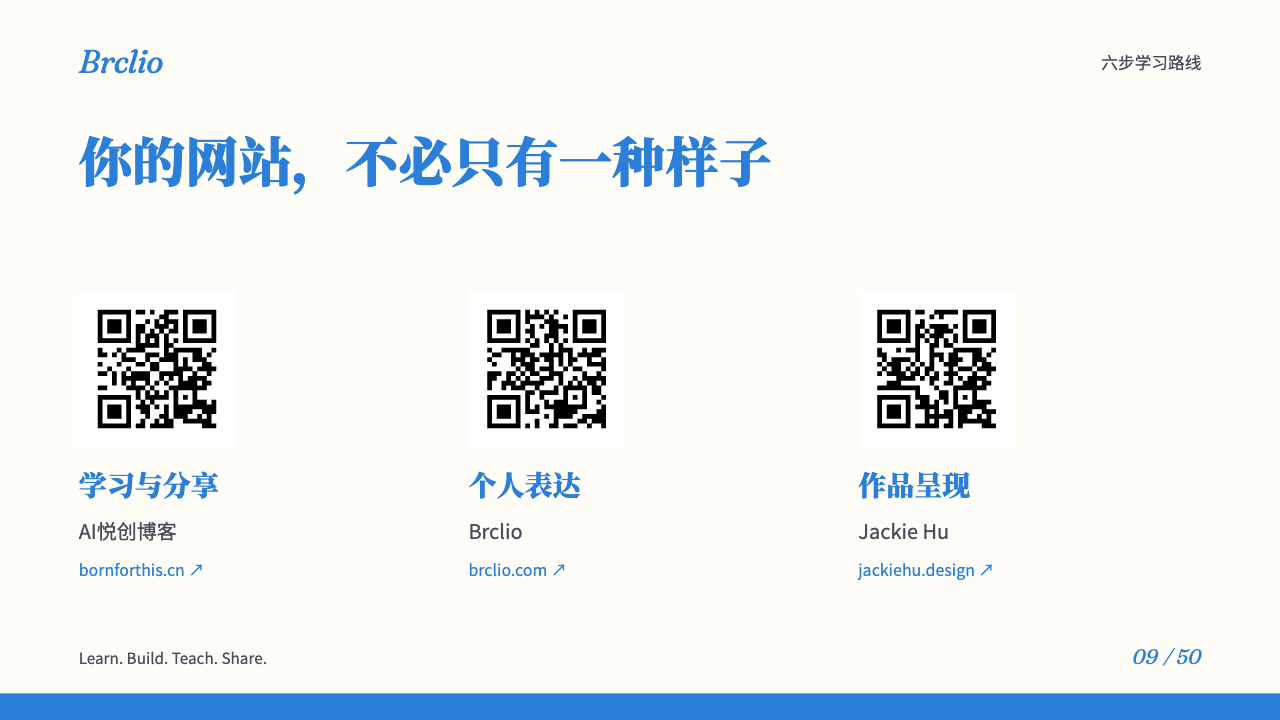 Brclio
六步学习路线
你的网站，不必只有一种样子
学习与分享
AI悦创博客
bornforthis.cn ↗
个人表达
Brclio
brclio.com ↗
作品呈现
Jackie Hu
jackiehu.design ↗
Learn. Build. Teach. Share.
09 / 50